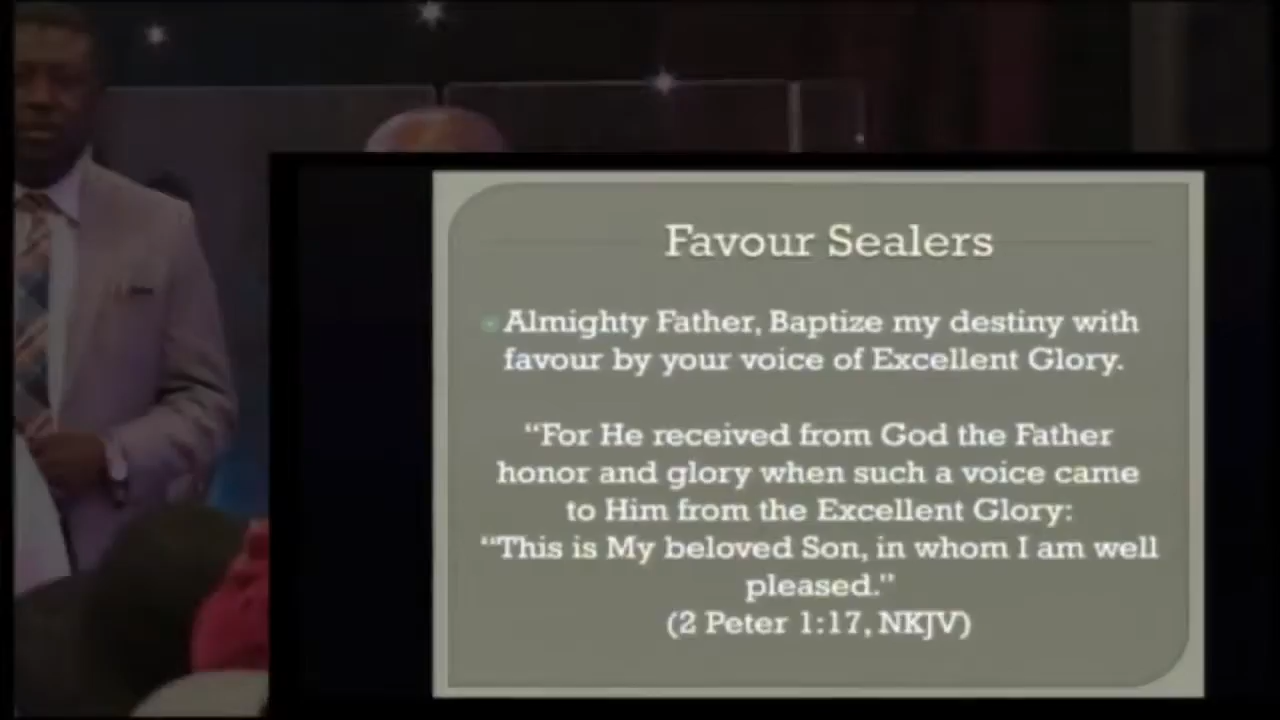 Favour Sealers
Almighty Father, Baptize my destiny with
favour by your voice of Excellent Glory.
“For He received from God the Father
honor and glory when such a voice came
to Him from the Excellent Glory:
“This is My beloved Son, in whom I am well
pleased.”
(2 Peter 1:17, NKJV)